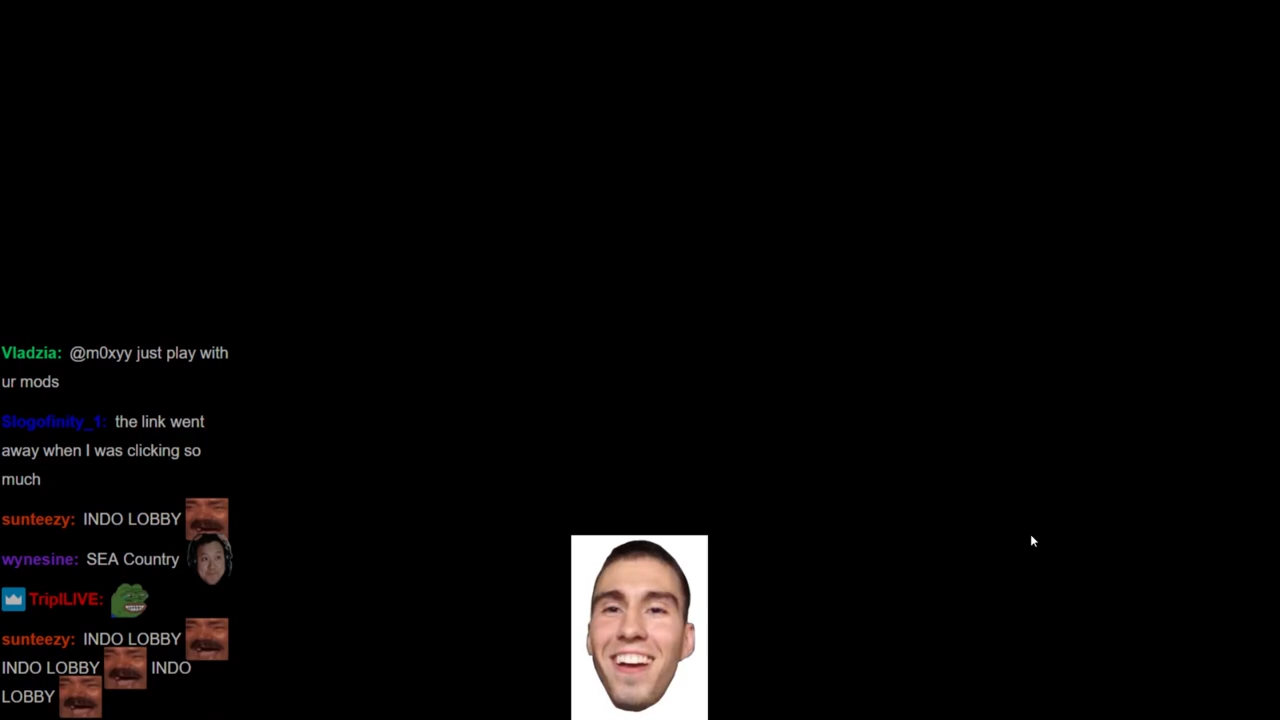 Vladzia: @m0xyy just play with
ur mods
Slogofinity_1: the link went
away when I was clicking so
much
sunteezy: INDO LOBBY
wynesine: SEA Country
TripILIVE:
sunteezy: INDO LOBBY
INDO LOBBY INDO
LOBBY